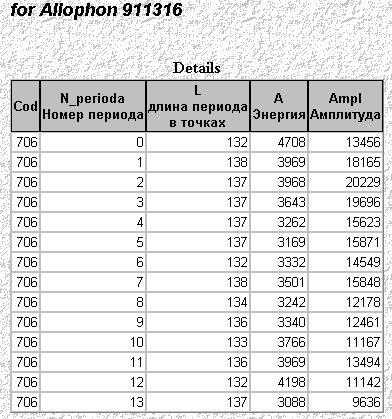 for Allophon 911316
Details
Cod N_perioda Номер периода L длина периода в точках A Энергия Ampl Амплитуда
706 0 132 4708 13456
706 1 138 3969 18165
706 2 137 3968 20229
706 3 137 3643 19696
706 4 137 3262 15623
706 5 137 3169 15871
706 6 132 3332 14549
706 7 138 3501 15848
706 8 134 3242 12178
706 9 136 3340 12461
706 10 133 3766 11167
706 11 136 3969 13494
706 12 132 4198 11142
706 13 137 3088 9636